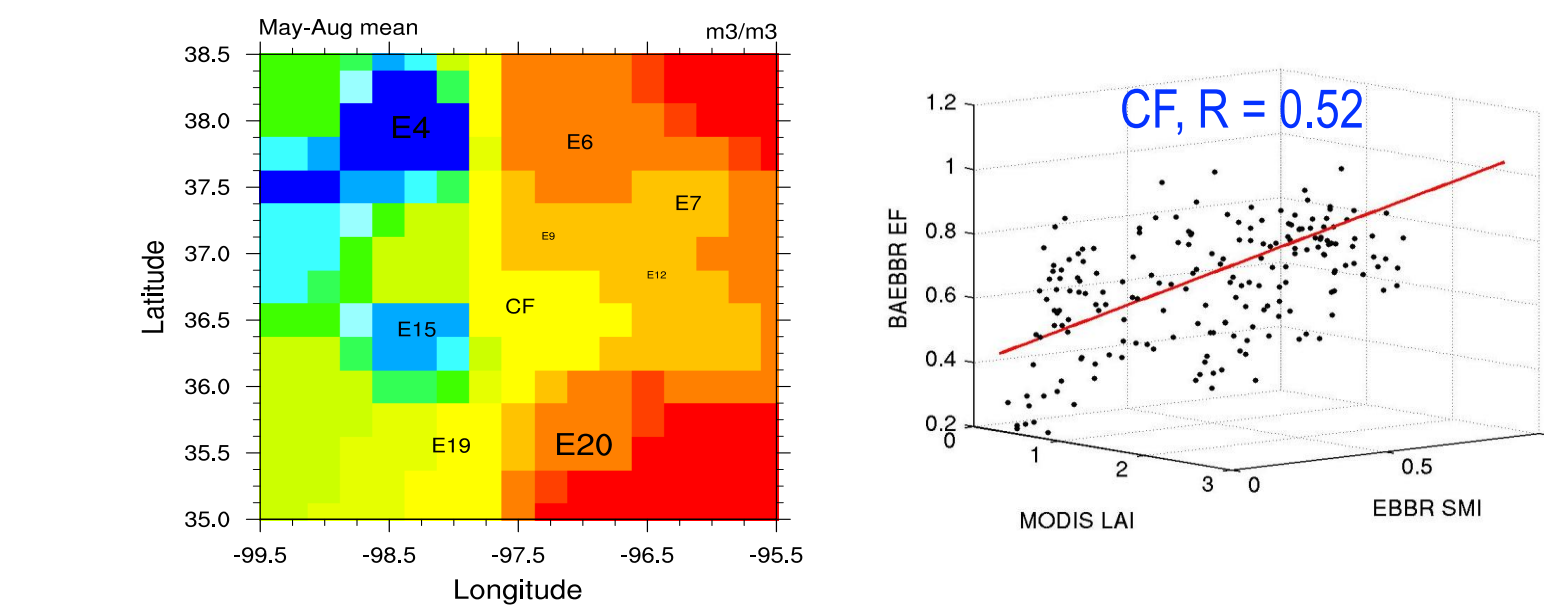 May-Aug mean
m3/m3
38.5
38.0
37.5
37.0
36.5
36.0
35.5
35.0
Latitude
-99.5 -98.5 -97.5 -96.5 -95.5
Longitude
E4
E6
E7
E9
E12
CF
E15
E19
E20
CF, R = 0.52
1.2
1
0.8
0.6
0.4
0.2
BAEBBR EF
0
1
2
3
MODIS LAI
0
0.5
EBBR SMI